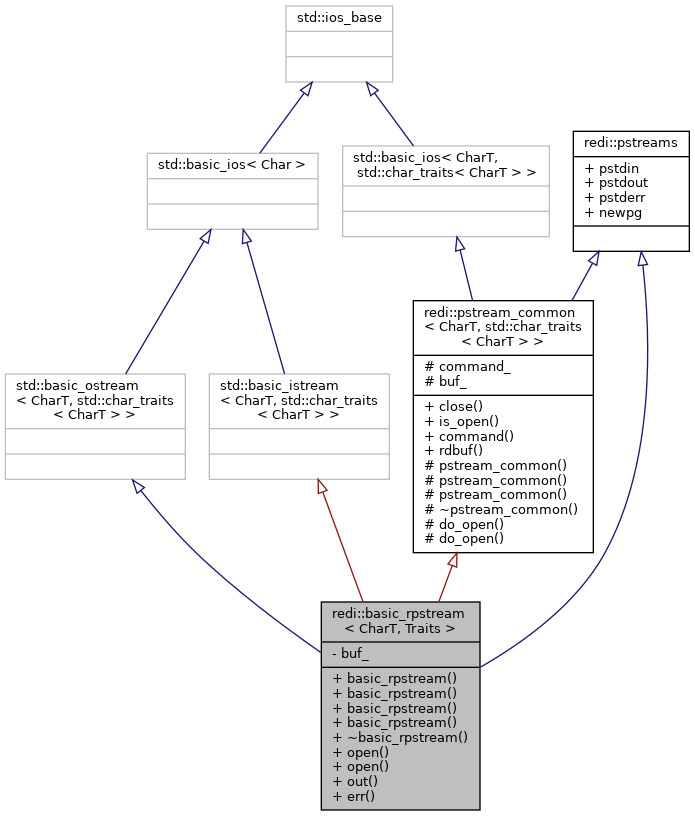 std::ios_base
std::basic_ios< Char >
std::basic_ios< CharT,
std::char_traits< CharT > >
redi::pstreams
+ pstdin
+ pstdout
+ pstderr
+ newpg
std::basic_ostream
< CharT, std::char_traits
< CharT > >
std::basic_istream
< CharT, std::char_traits
< CharT > >
redi::pstream_common
< CharT, std::char_traits
< CharT > >
# command_
# buf_
+ close()
+ is_open()
+ command()
+ rdbuf()
# pstream_common()
# pstream_common()
# pstream_common()
# ~pstream_common()
# do_open()
# do_open()
redi::basic_rpstream
< CharT, Traits >
- buf_
+ basic_rpstream()
+ basic_rpstream()
+ basic_rpstream()
+ basic_rpstream()
+ ~basic_rpstream()
+ open()
+ open()
+ out()
+ err()